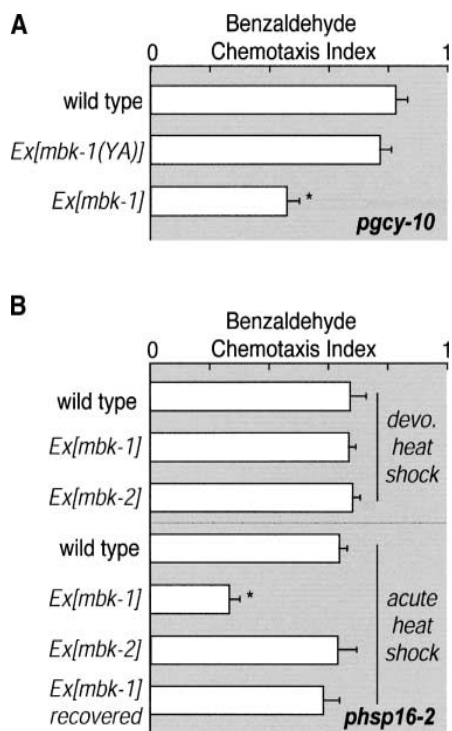 A
Benzaldehyde
Chemotaxis Index
0 1
wild type
Ex[mbk-1(YA)]
Ex[mbk-1]
*
pgcy-10
B
Benzaldehyde
Chemotaxis Index
0 1
wild type
Ex[mbk-1]
Ex[mbk-2]
devo.
heat
shock
wild type
Ex[mbk-1]
*
Ex[mbk-2]
Ex[mbk-1]
recovered
acute
heat
shock
phsp16-2